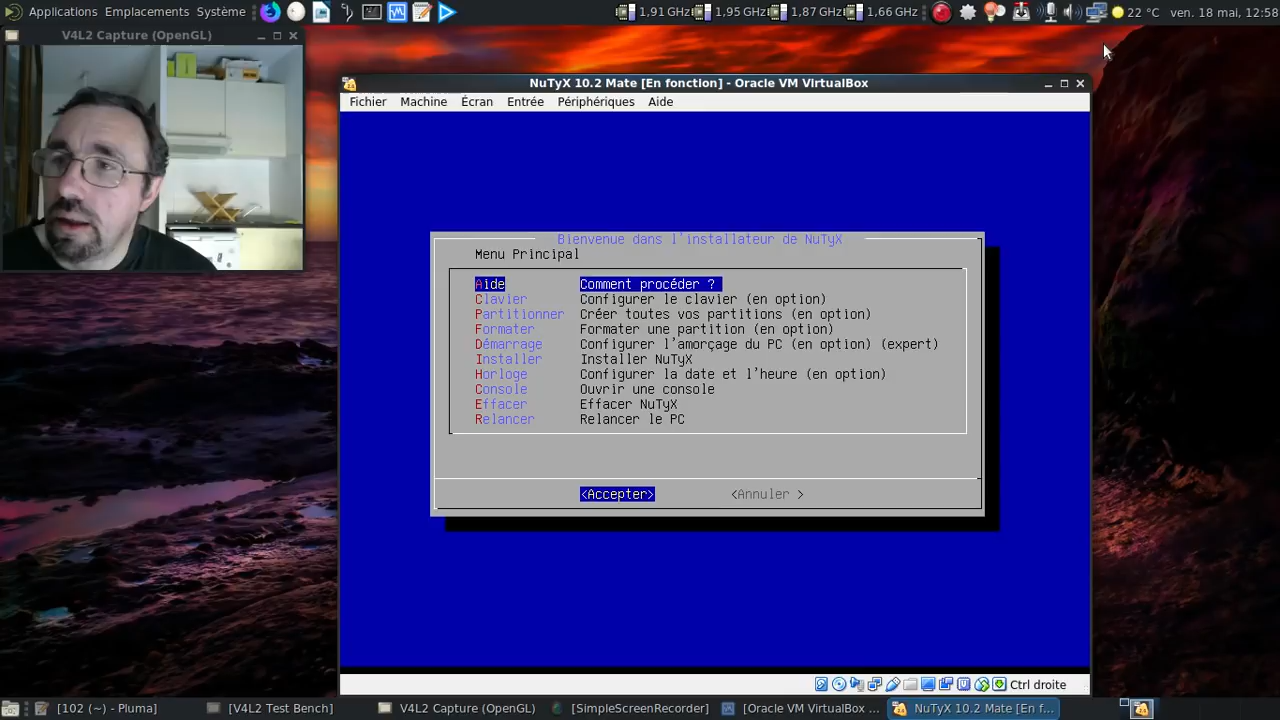 Applications Emplacements Système 1,91 GHz 1,95 GHz 1,87 GHz 1,66 GHz 22 °C ven. 18 mai, 12:58
V4L2 Capture (OpenGL)
NuTyX 10.2 Mate [En fonction] - Oracle VM VirtualBox
Fichier Machine Écran Entrée Périphériques Aide
Bienvenue dans l'installateur de NuTyX
Menu Principal
Aide Comment procéder ?
Clavier Configurer le clavier (en option)
Partitionner Créer toutes vos partitions (en option)
Formater Formater une partition (en option)
Démarrage Configurer l'amorçage du PC (en option) (expert)
Installer Installer NuTyX
Horloge Configurer la date et l'heure (en option)
Console Ouvrir une console
Effacer Effacer NuTyX
Relancer Relancer le PC
<Accepter> <Annuler >
Ctrl droite
[102 (~) - Pluma] [V4L2 Test Bench] V4L2 Capture (OpenGL) [SimpleScreenRecorder] [Oracle VM VirtualBox ... NuTyX 10.2 Mate [En f...